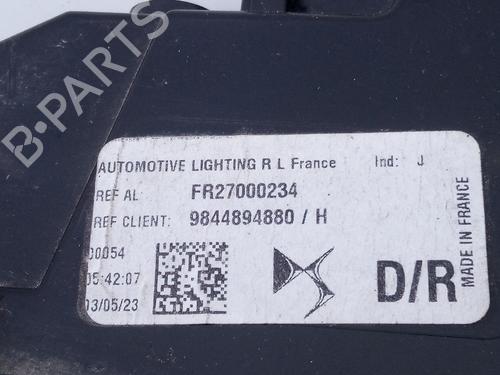 B-PARTS
AUTOMOTIVE LIGHTING R L France Ind: J
REF AL: FR27000234
REF CLIENT: 9844894880 / H
00054
05:42:07
03/05/23
D/R
MADE IN FRANCE